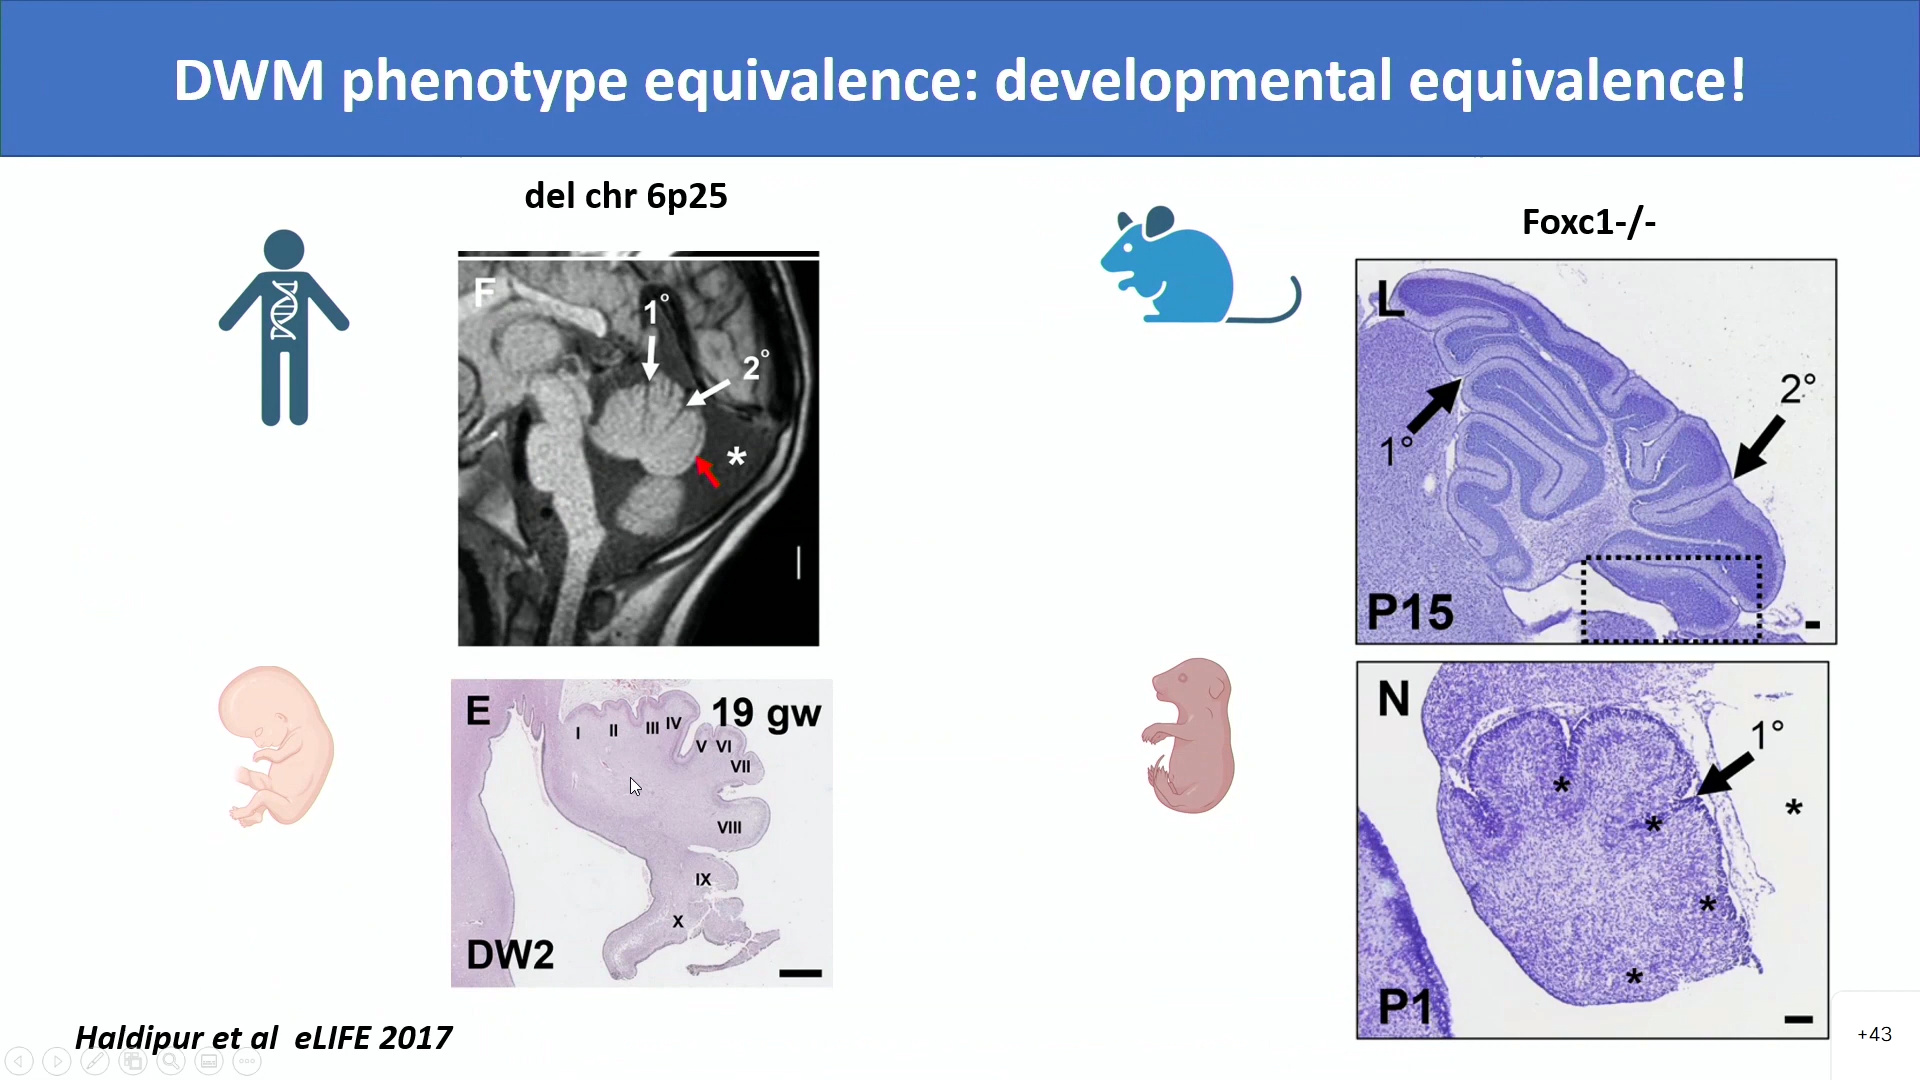 DWM phenotype equivalence: developmental equivalence!
del chr 6p25
Foxc1-/-
F
1°
2°
*
L
1°
2°
P15
E
19 gw
I II III IV
V VI
VII
VIII
IX
X
DW2
N
1°
*
*
*
*
*
P1
Haldipur et al eLIFE 2017
+43